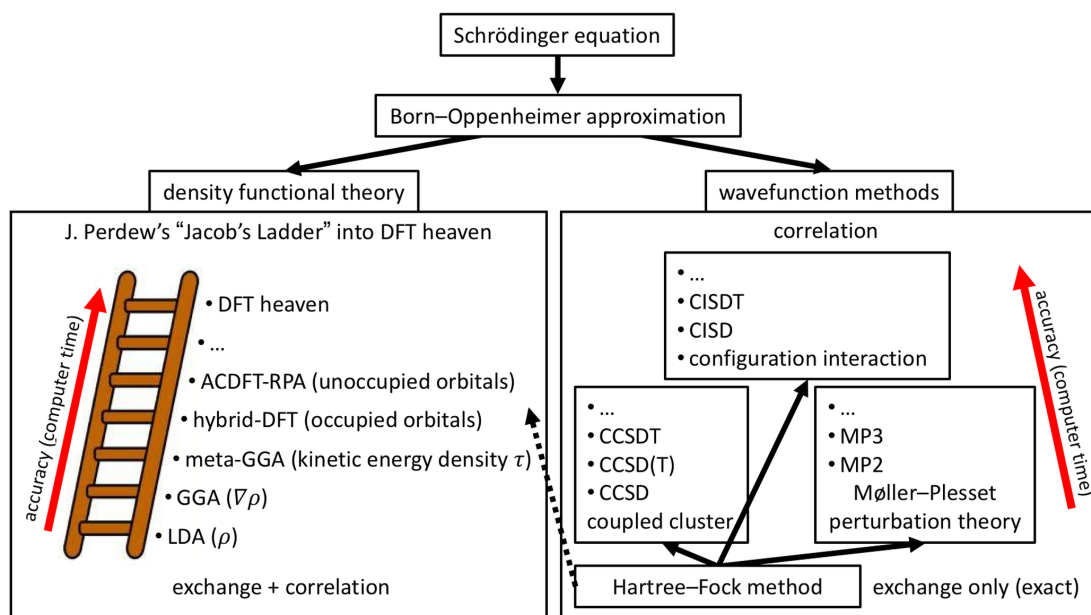 Schrödinger equation
Born–Oppenheimer approximation
density functional theory
J. Perdew's “Jacob's Ladder” into DFT heaven
accuracy (computer time)
• DFT heaven
• ...
• ACDFT-RPA (unoccupied orbitals)
• hybrid-DFT (occupied orbitals)
• meta-GGA (kinetic energy density τ)
• GGA (∇ρ)
• LDA (ρ)
exchange + correlation
wavefunction methods
correlation
• ...
• CISDT
• CISD
• configuration interaction
• ...
• CCSDT
• CCSD(T)
• CCSD
coupled cluster
• ...
• MP3
• MP2
Møller–Plesset
perturbation theory
accuracy (computer time)
Hartree–Fock method
exchange only (exact)